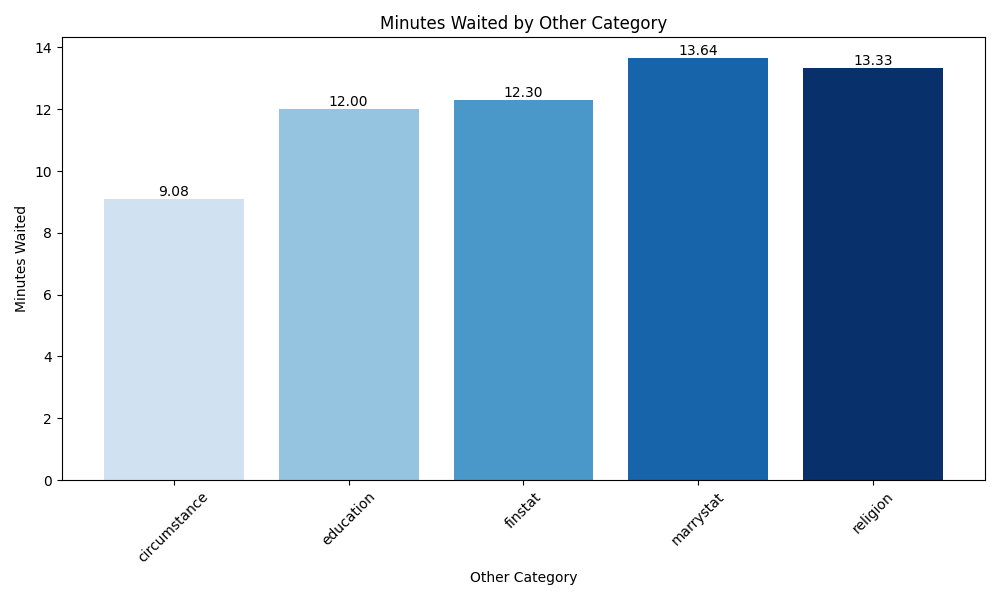 Minutes Waited by Other Category
Minutes Waited
14
12
10
8
6
4
2
0
9.08
12.00
12.30
13.64
13.33
circumstance
education
finstat
marrystat
religion
Other Category